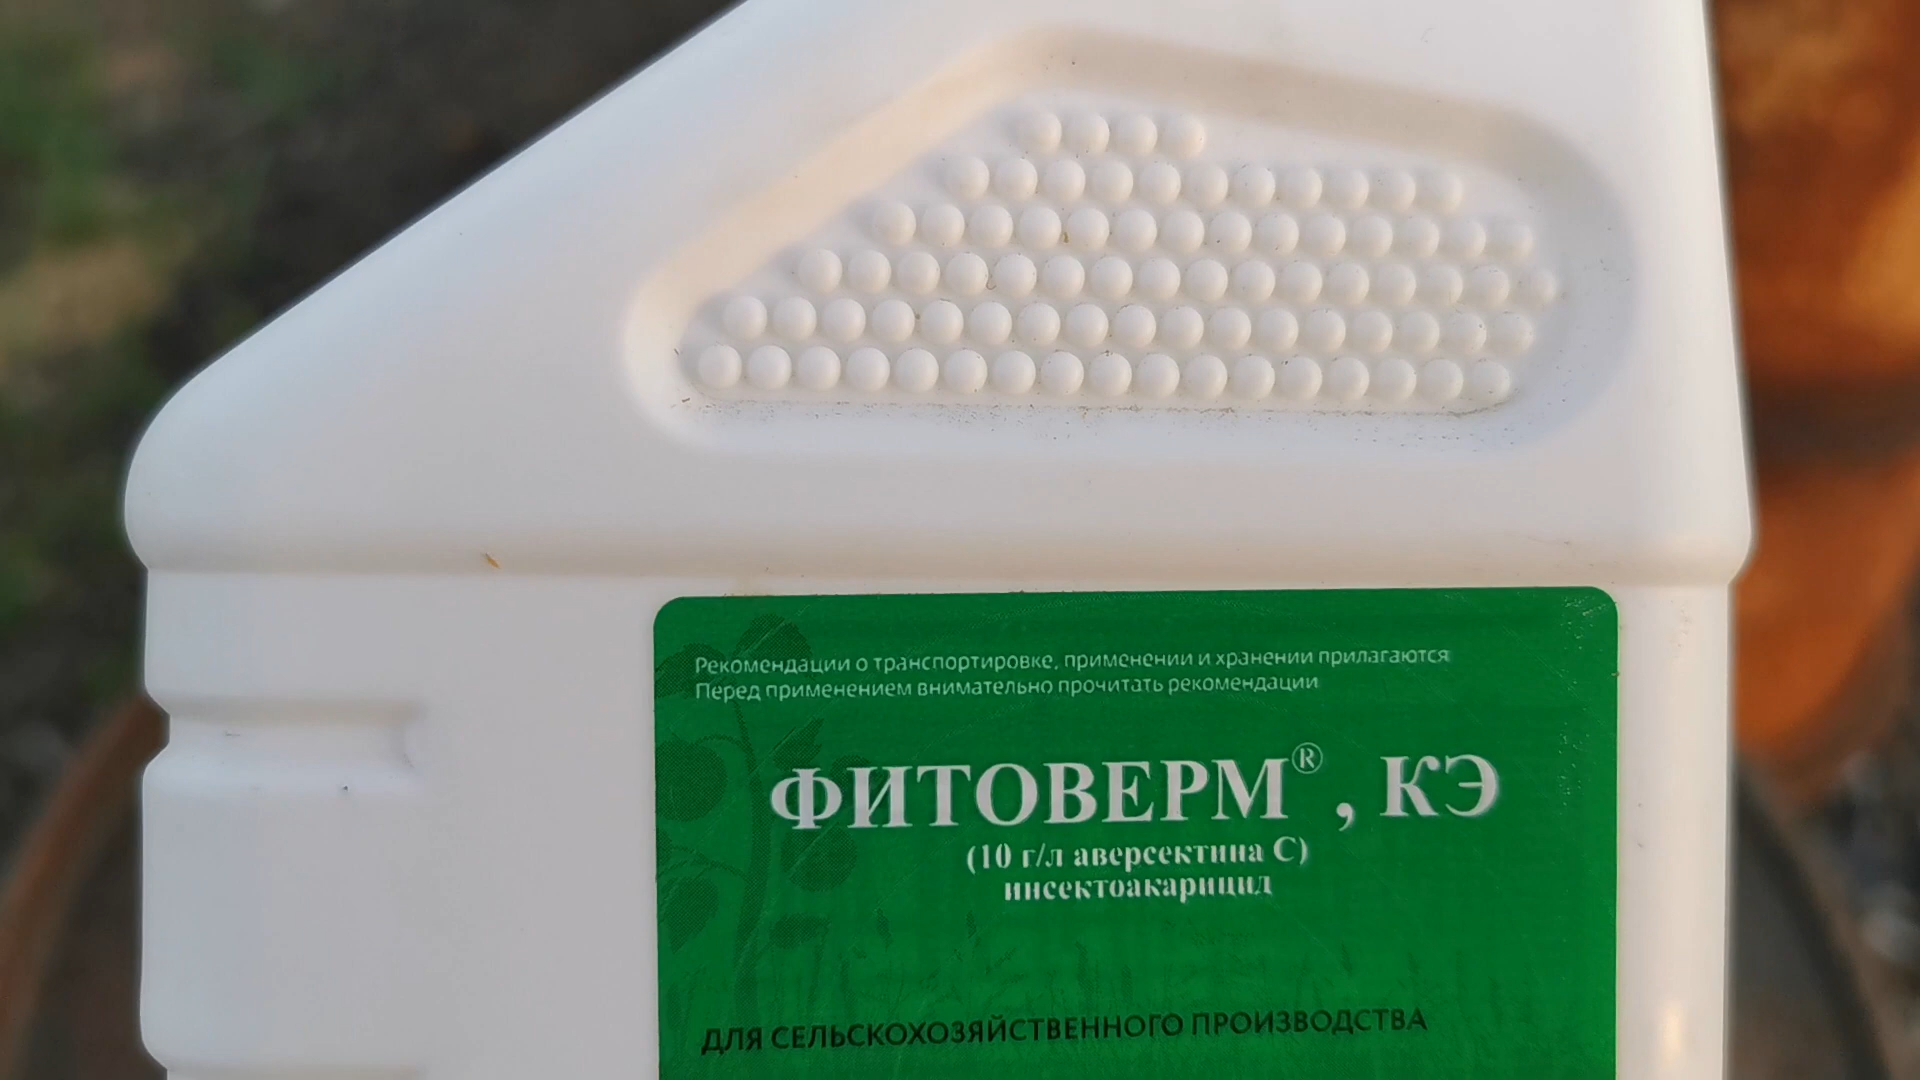 Рекомендации о транспортировке, применении и хранении прилагаются
Перед применением внимательно прочитать рекомендации
ФИТОВЕРМ®, КЭ
(10 г/л аверсектина С)
инсектоакарицид
ДЛЯ СЕЛЬСКОХОЗЯЙСТВЕННОГО ПРОИЗВОДСТВА